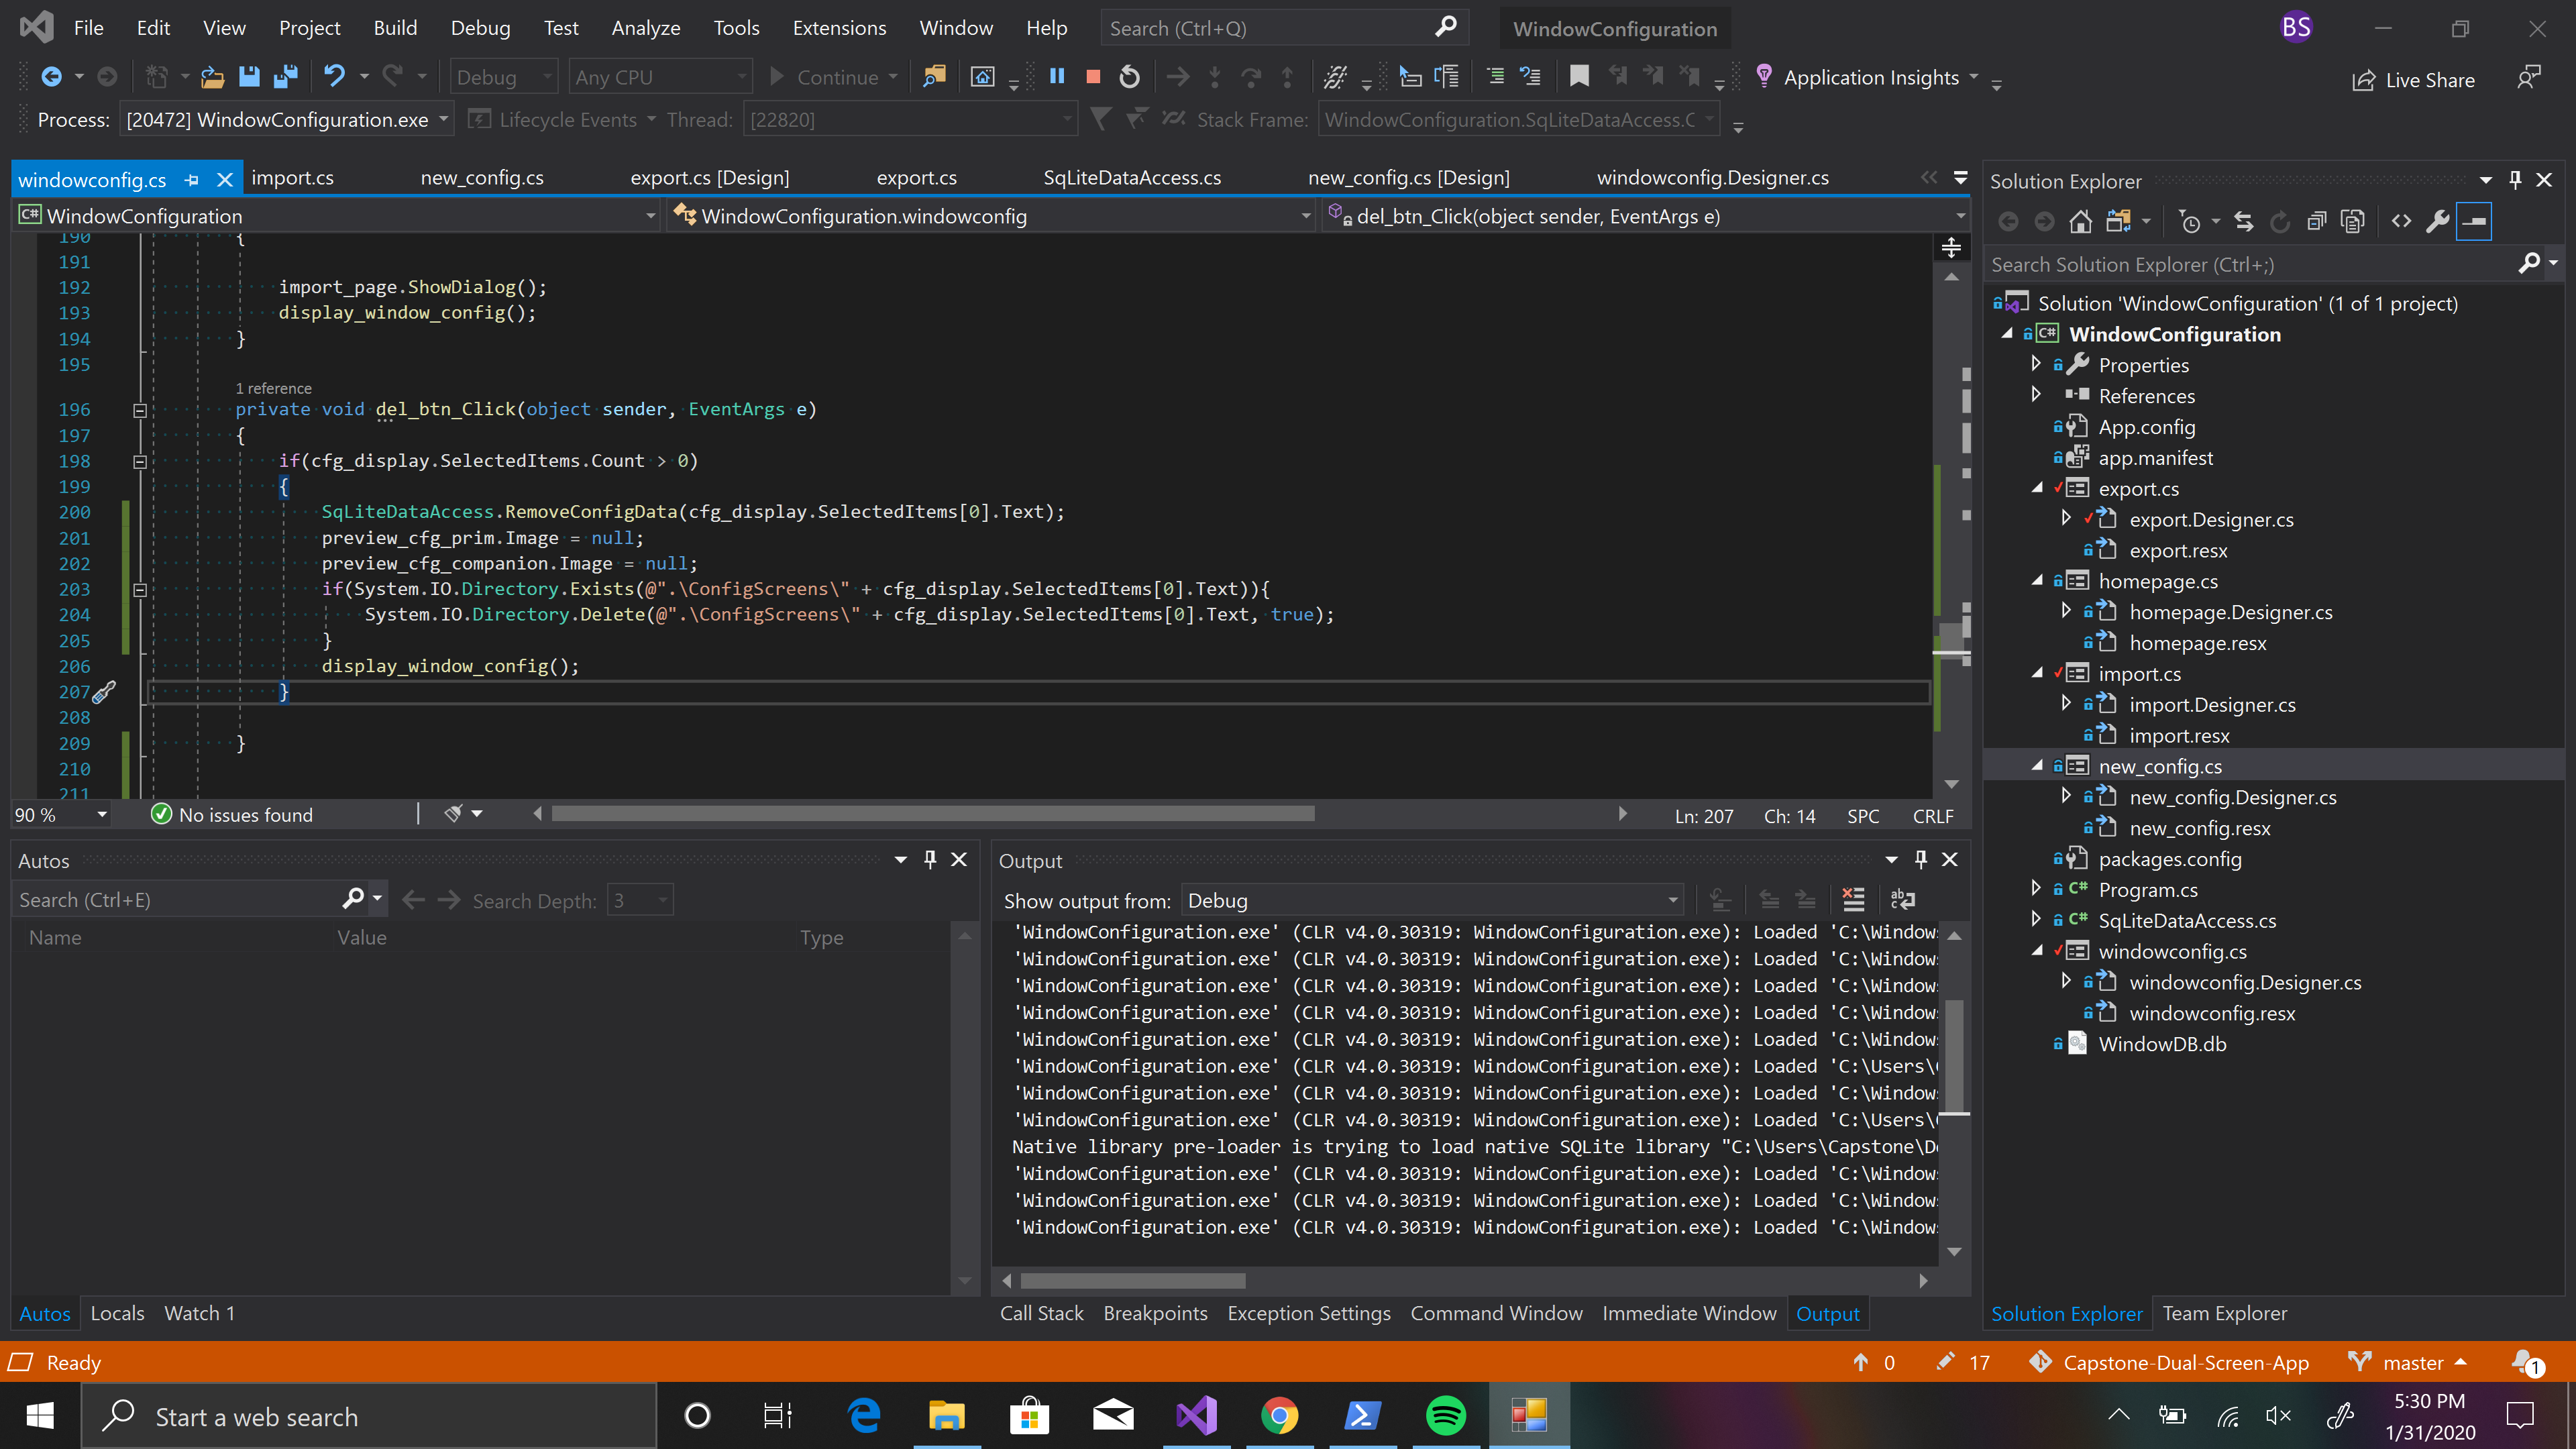 File Edit View Project Build Debug Test Analyze Tools Extensions Window Help Search (Ctrl+Q) WindowConfiguration BS
Debug Any CPU Continue Application Insights Live Share
Process: [20472] WindowConfiguration.exe Lifecycle Events Thread: [22820] Stack Frame: WindowConfiguration.SqLiteDataAccess.C
windowconfig.cs import.cs new_config.cs export.cs [Design] export.cs SqLiteDataAccess.cs new_config.cs [Design] windowconfig.Designer.cs
C# WindowConfiguration WindowConfiguration.windowconfig del_btn_Click(object sender, EventArgs e)
190 {
191
192 import_page.ShowDialog();
193 display_window_config();
194 }
195
1 reference
196 private void del_btn_Click(object sender, EventArgs e)
197 {
198 if(cfg_display.SelectedItems.Count > 0)
199 {
200 SqLiteDataAccess.RemoveConfigData(cfg_display.SelectedItems[0].Text);
201 preview_cfg_prim.Image = null;
202 preview_cfg_companion.Image = null;
203 if(System.IO.Directory.Exists(@".\ConfigScreens\" + cfg_display.SelectedItems[0].Text)){
204 System.IO.Directory.Delete(@".\ConfigScreens\" + cfg_display.SelectedItems[0].Text, true);
205 }
206 display_window_config();
207 }
208
209 }
210
211
90 % No issues found Ln: 207 Ch: 14 SPC CRLF
Autos
Search (Ctrl+E) Search Depth: 3
Name Value Type
Autos Locals Watch 1
Output
Show output from: Debug
'WindowConfiguration.exe' (CLR v4.0.30319: WindowConfiguration.exe): Loaded 'C:\Windows
'WindowConfiguration.exe' (CLR v4.0.30319: WindowConfiguration.exe): Loaded 'C:\Windows
'WindowConfiguration.exe' (CLR v4.0.30319: WindowConfiguration.exe): Loaded 'C:\Windows
'WindowConfiguration.exe' (CLR v4.0.30319: WindowConfiguration.exe): Loaded 'C:\Windows
'WindowConfiguration.exe' (CLR v4.0.30319: WindowConfiguration.exe): Loaded 'C:\Windows
'WindowConfiguration.exe' (CLR v4.0.30319: WindowConfiguration.exe): Loaded 'C:\Users\
'WindowConfiguration.exe' (CLR v4.0.30319: WindowConfiguration.exe): Loaded 'C:\Windows
'WindowConfiguration.exe' (CLR v4.0.30319: WindowConfiguration.exe): Loaded 'C:\Users\
Native library pre-loader is trying to load native SQLite library "C:\Users\Capstone\D
'WindowConfiguration.exe' (CLR v4.0.30319: WindowConfiguration.exe): Loaded 'C:\Windows
'WindowConfiguration.exe' (CLR v4.0.30319: WindowConfiguration.exe): Loaded 'C:\Windows
'WindowConfiguration.exe' (CLR v4.0.30319: WindowConfiguration.exe): Loaded 'C:\Windows
Call Stack Breakpoints Exception Settings Command Window Immediate Window Output
Solution Explorer
Search Solution Explorer (Ctrl+;)
Solution 'WindowConfiguration' (1 of 1 project)
C# WindowConfiguration
Properties
References
App.config
app.manifest
export.cs
export.Designer.cs
export.resx
homepage.cs
homepage.Designer.cs
homepage.resx
import.cs
import.Designer.cs
import.resx
new_config.cs
new_config.Designer.cs
new_config.resx
packages.config
C# Program.cs
C# SqLiteDataAccess.cs
windowconfig.cs
windowconfig.Designer.cs
windowconfig.resx
WindowDB.db
Solution Explorer Team Explorer
Ready 0 17 Capstone-Dual-Screen-App master 1
Start a web search 5:30 PM
1/31/2020